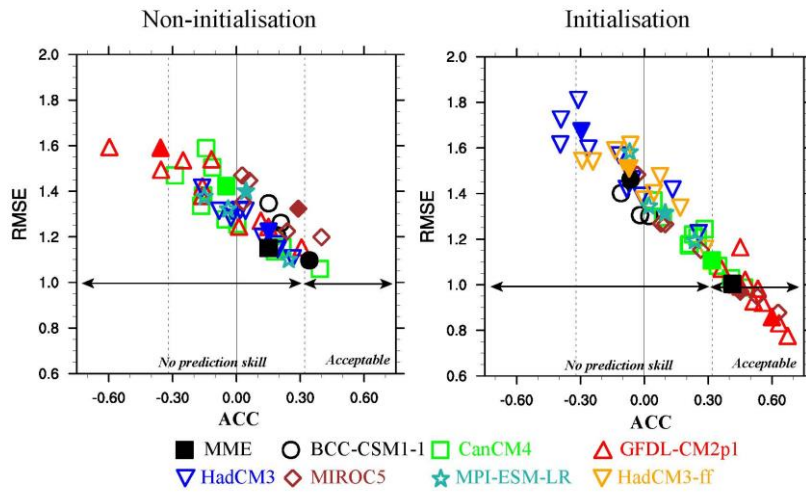 Non-initialisation
Initialisation
RMSE
1.8
1.6
1.4
1.2
1.0
0.8
0.6
No prediction skill
Acceptable
-0.60
-0.30
0.00
0.30
0.60
ACC
RMSE
2.0
1.8
1.6
1.4
1.2
1.0
0.8
0.6
No prediction skill
Acceptable
-0.60
-0.30
0.00
0.30
0.60
ACC
MME
BCC-CSM1-1
CanCM4
GFDL-CM2p1
HadCM3
MIROC5
MPI-ESM-LR
HadCM3-ff